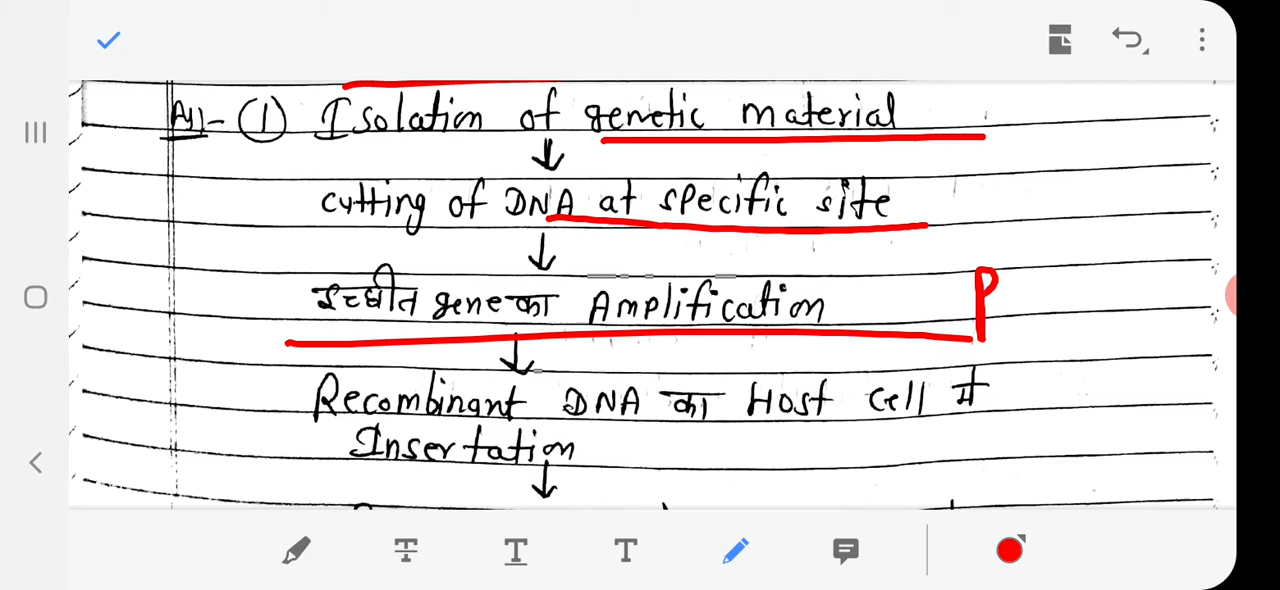 Ans- (1) Isolation of genetic material
↓
cutting of DNA at specific site
↓
इच्छीत gene का Amplification P
↓
Recombinant DNA का Host cell में
Insertation
↓
T T T